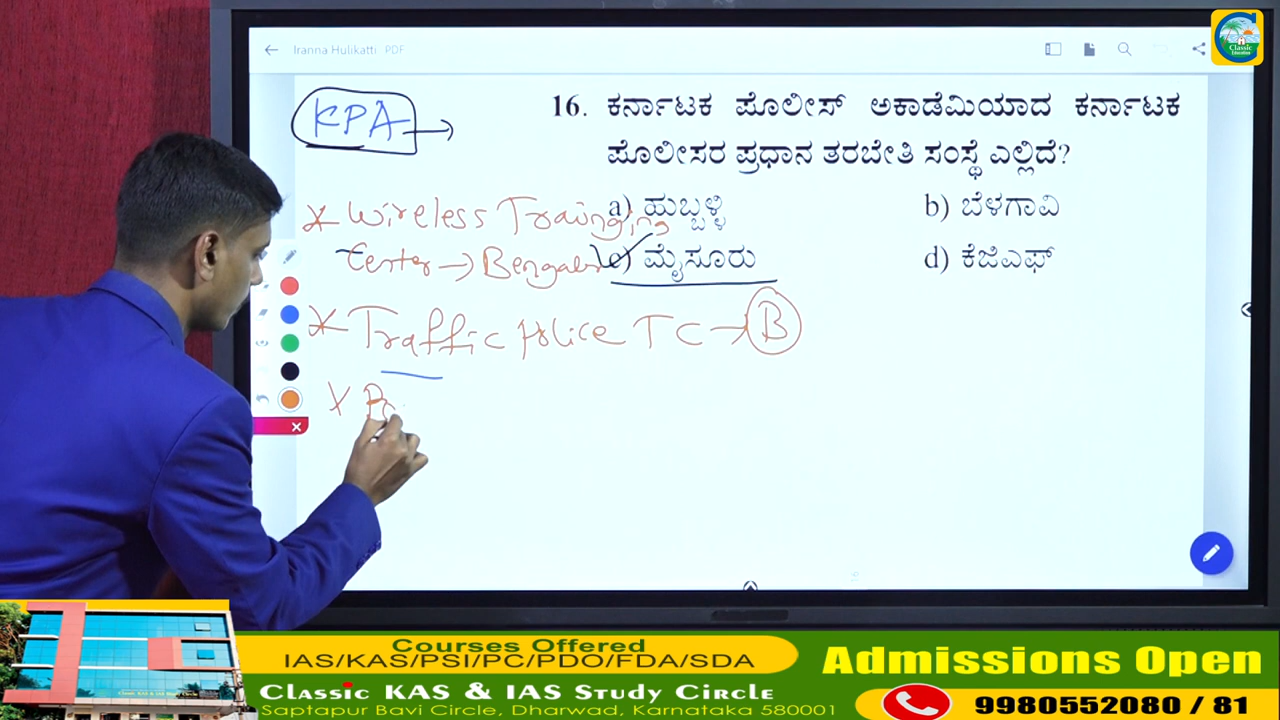 Iranna Hulikatti PDF
Classic
Education
KPA
16. ಕರ್ನಾಟಕ ಪೊಲೀಸ್ ಅಕಾಡೆಮಿಯಾದ ಕರ್ನಾಟಕ
ಪೊಲೀಸರ ಪ್ರಧಾನ ತರಬೇತಿ ಸಂಸ್ಥೆ ಎಲ್ಲಿದೆ?
a) ಹುಬ್ಬಳ್ಳಿ
b) ಬೆಳಗಾವಿ
c) ಮೈಸೂರು
d) ಕೆಜಿಎಫ್
Wireless
Center → 
Traffic police TC → B
Courses Offered
IAS/KAS/PSI/PC/PDO/FDA/SDA
Classic KAS & IAS Study Circle
Saptapur Bavi Circle, Dharwad, Karnataka 580001
Admissions Open
9980552080 / 81